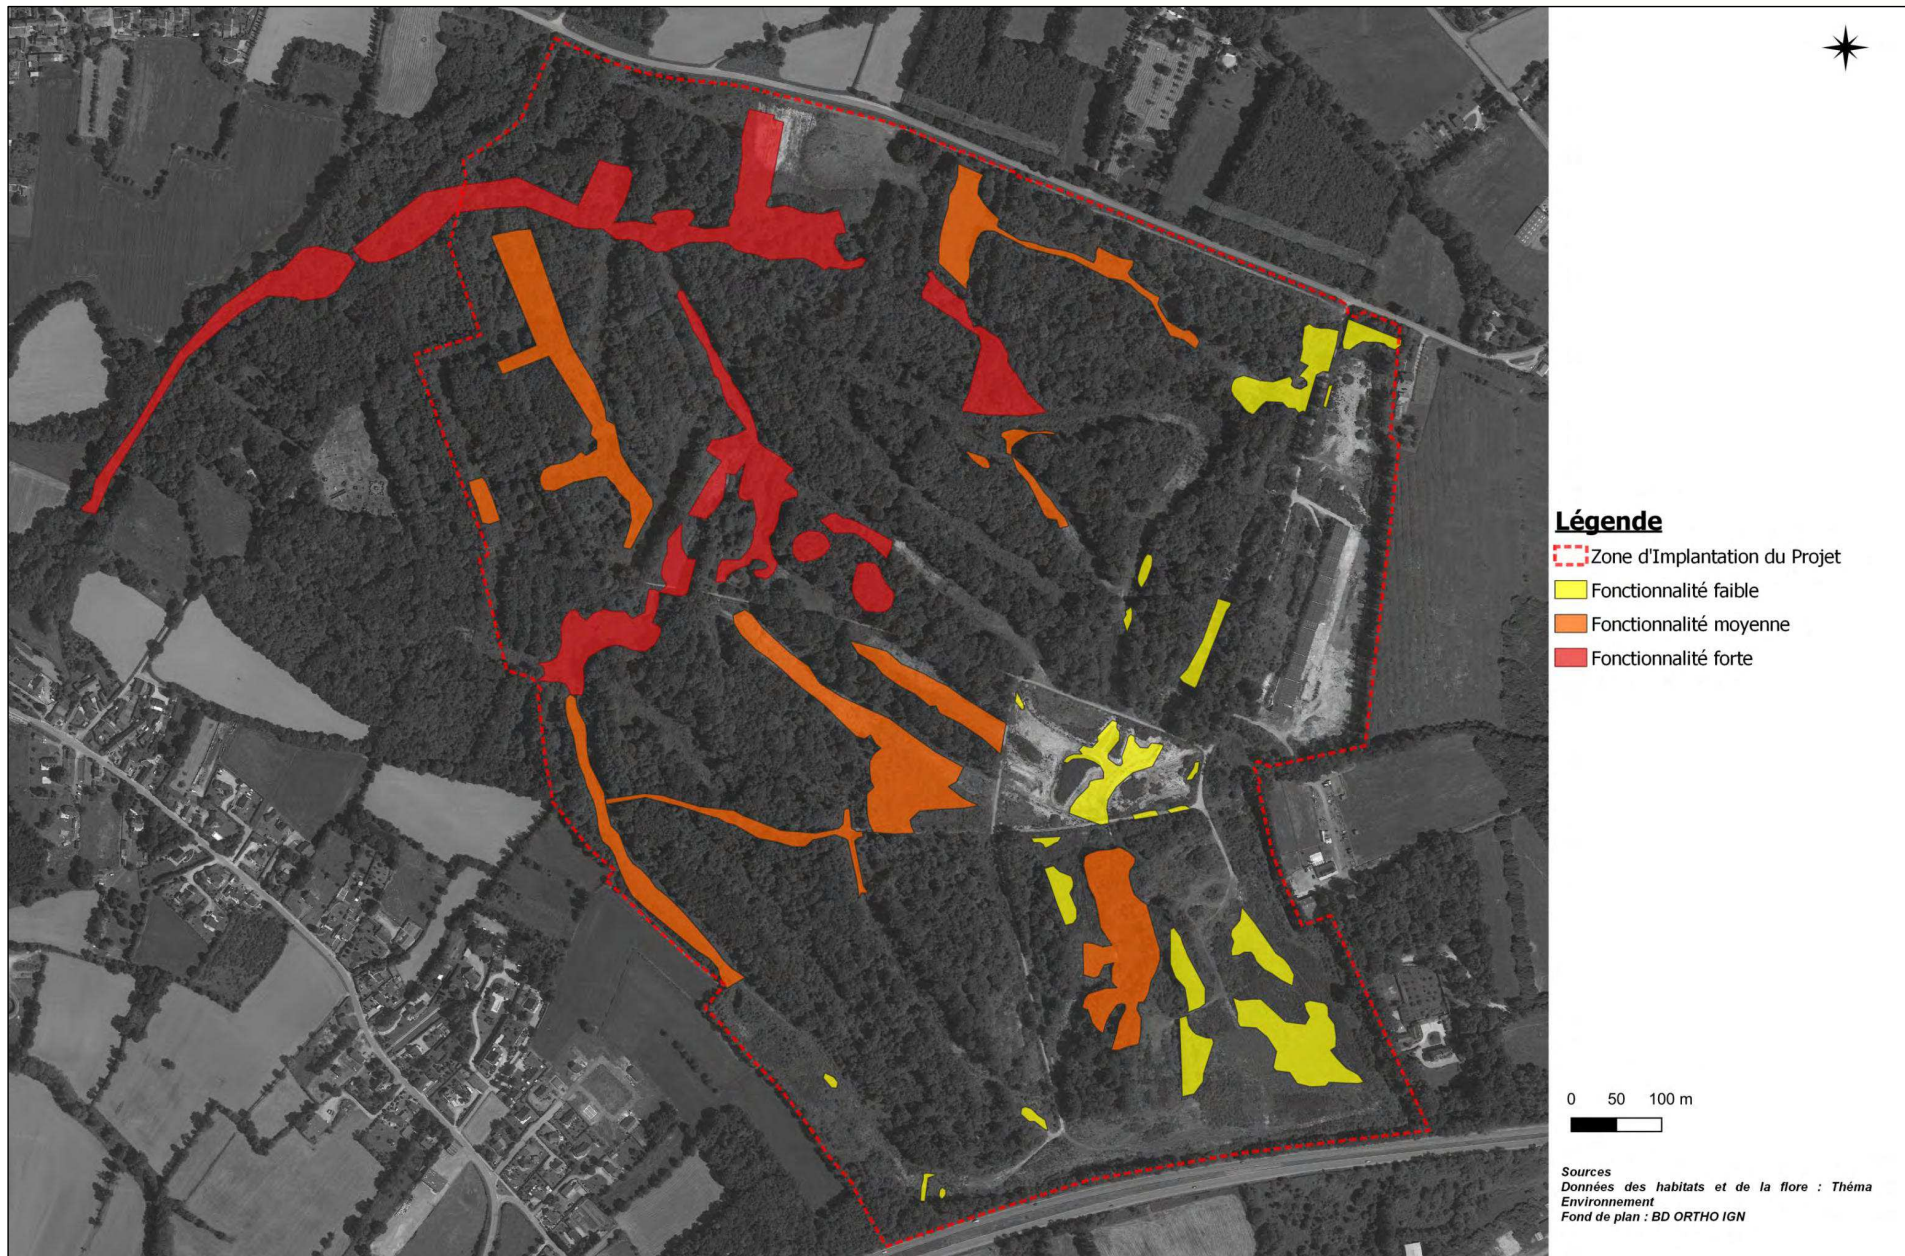 Légende
Zone d'Implantation du Projet
Fonctionnalité faible
Fonctionnalité moyenne
Fonctionnalité forte
0 50 100 m
Sources
Données des habitats et de la flore : Théma
Environnement
Fond de plan : BD ORTHO IGN